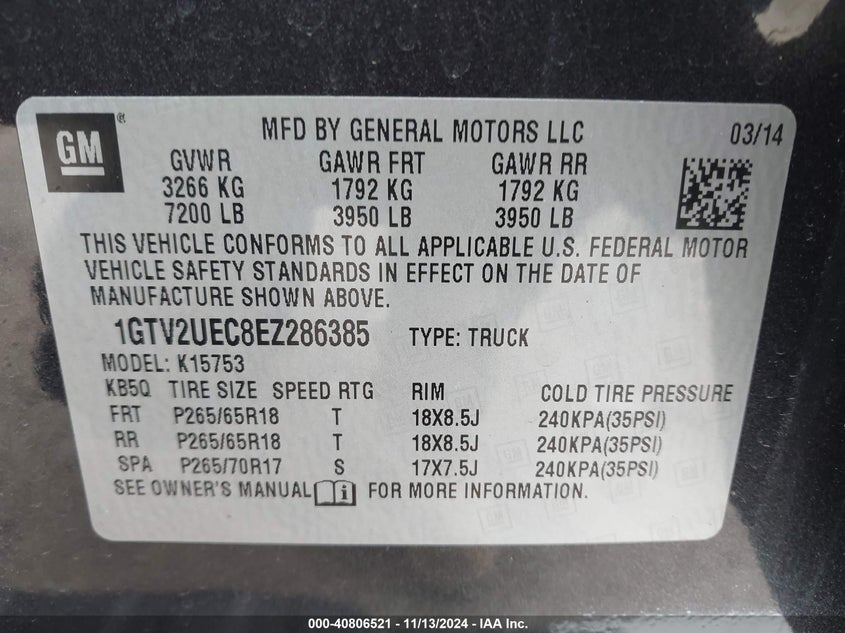 GM
MFD BY GENERAL MOTORS LLC 03/14
GVWR GAWR FRT GAWR RR
3266 KG 1792 KG 1792 KG
7200 LB 3950 LB 3950 LB
THIS VEHICLE CONFORMS TO ALL APPLICABLE U.S. FEDERAL MOTOR
VEHICLE SAFETY STANDARDS IN EFFECT ON THE DATE OF
MANUFACTURE SHOWN ABOVE.
1GTV2UEC8EZ286385 TYPE: TRUCK
MODEL: K15753
KB5Q TIRE SIZE SPEED RTG RIM COLD TIRE PRESSURE
FRT P265/65R18 T 18X8.5J 240KPA(35PSI)
RR P265/65R18 T 18X8.5J 240KPA(35PSI)
SPA P265/70R17 S 17X7.5J 240KPA(35PSI)
SEE OWNER'S MANUAL FOR MORE INFORMATION.
000-40806521 - 11/13/2024 - IAA Inc.